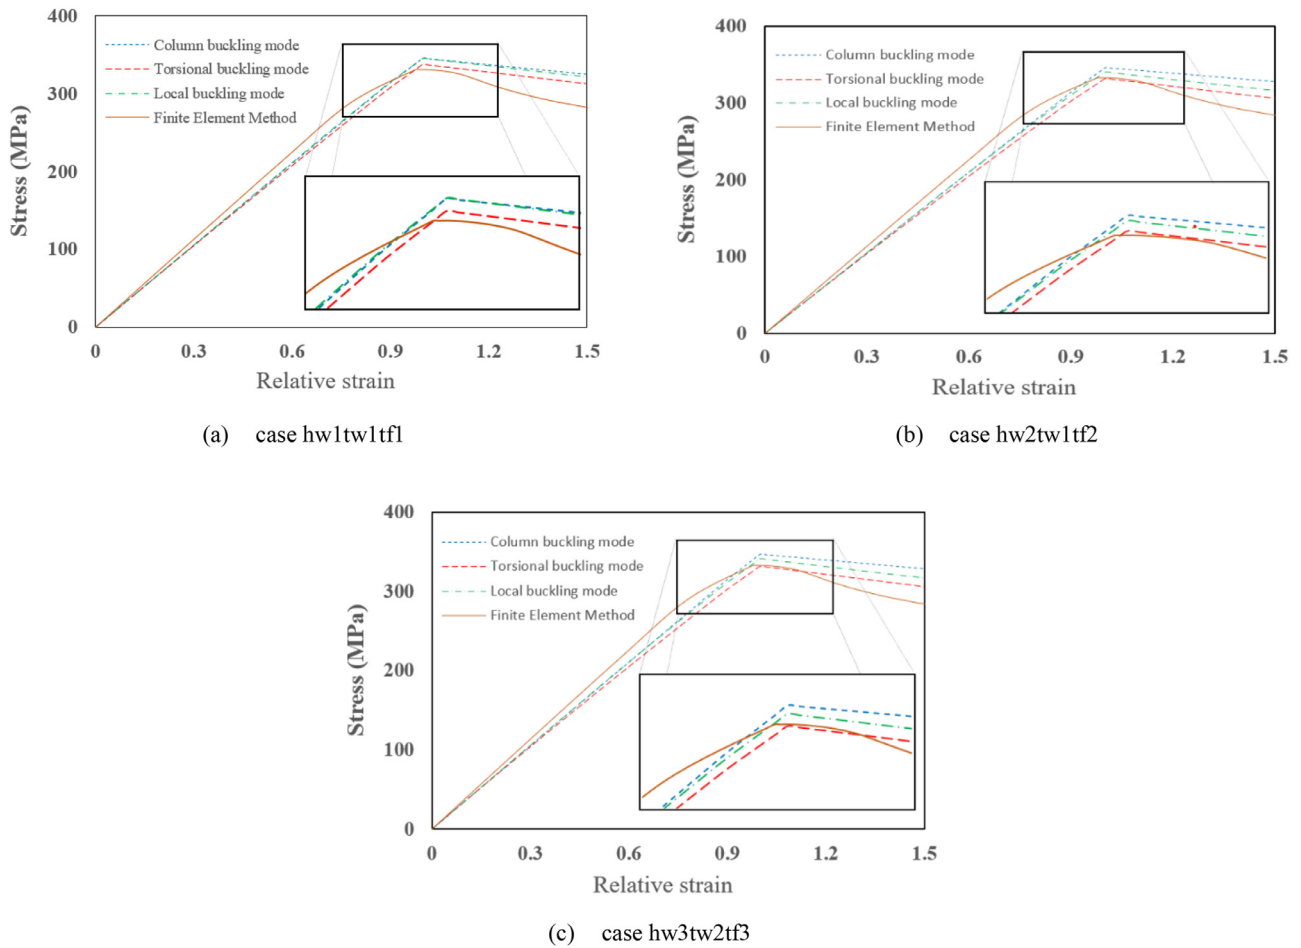 400
300
200
100
0
Stress (MPa)
Column buckling mode
Torsional buckling mode
Local buckling mode
Finite Element Method
0 0.3 0.6 0.9 1.2 1.5
Relative strain
(a) case hw1tw1tf1
400
300
200
100
0
Stress (MPa)
Column buckling mode
Torsional buckling mode
Local buckling mode
Finite Element Method
0 0.3 0.6 0.9 1.2 1.5
Relative strain
(b) case hw2tw1tf2
400
300
200
100
0
Stress (MPa)
Column buckling mode
Torsional buckling mode
Local buckling mode
Finite Element Method
0 0.3 0.6 0.9 1.2 1.5
Relative strain
(c) case hw3tw2tf3